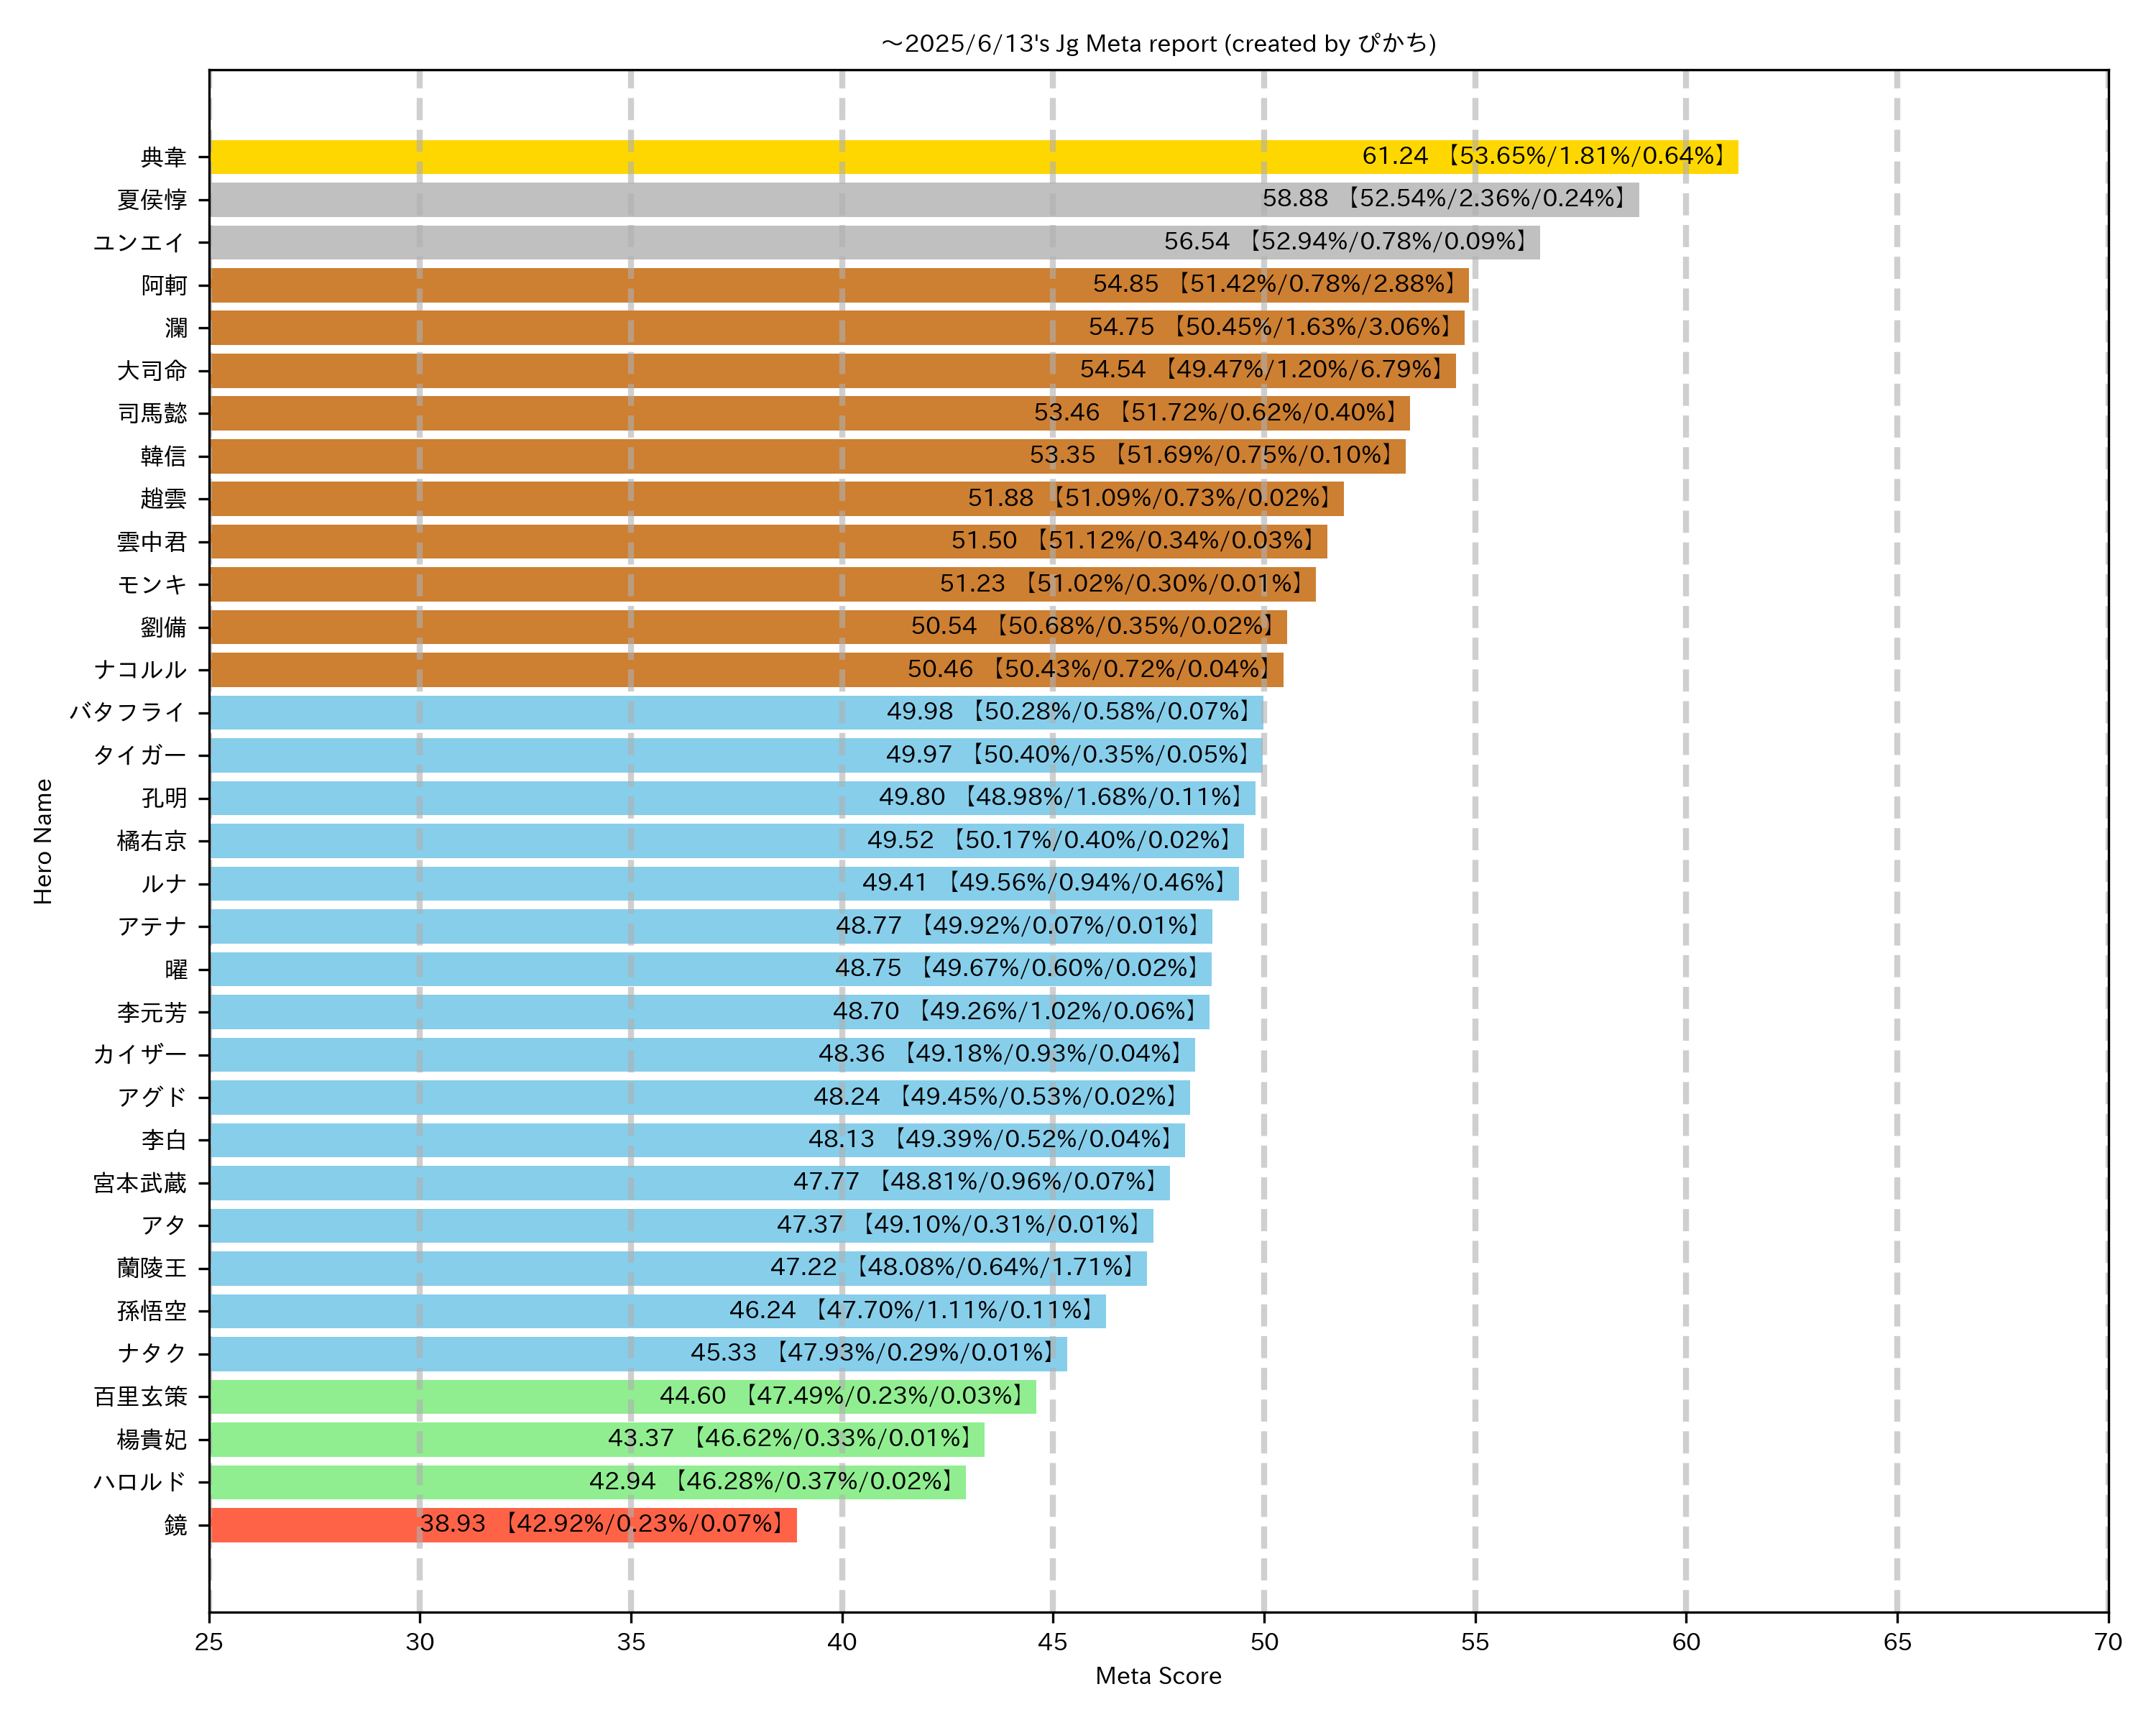 ～2025/6/13's Jg Meta report (created by ぴかち)
典韋 61.24 【53.65%/1.81%/0.64%】
夏侯惇 58.88 【52.54%/2.36%/0.24%】
ユンエイ 56.54 【52.94%/0.78%/0.09%】
阿軻 54.85 【51.42%/0.78%/2.88%】
瀾 54.75 【50.45%/1.63%/3.06%】
大司命 54.54 【49.47%/1.20%/6.79%】
司馬懿 53.46 【51.72%/0.62%/0.40%】
韓信 53.35 【51.69%/0.75%/0.10%】
趙雲 51.88 【51.09%/0.73%/0.02%】
雲中君 51.50 【51.12%/0.34%/0.03%】
モンキ 51.23 【51.02%/0.30%/0.01%】
劉備 50.54 【50.68%/0.35%/0.02%】
ナコルル 50.46 【50.43%/0.72%/0.04%】
バタフライ 49.98 【50.28%/0.58%/0.07%】
タイガー 49.97 【50.40%/0.35%/0.05%】
孔明 49.80 【48.98%/1.68%/0.11%】
橘右京 49.52 【50.17%/0.40%/0.02%】
ルナ 49.41 【49.56%/0.94%/0.46%】
アテナ 48.77 【49.92%/0.07%/0.01%】
曜 48.75 【49.67%/0.60%/0.02%】
李元芳 48.70 【49.26%/1.02%/0.06%】
カイザー 48.36 【49.18%/0.93%/0.04%】
アグド 48.24 【49.45%/0.53%/0.02%】
李白 48.13 【49.39%/0.52%/0.04%】
宮本武蔵 47.77 【48.81%/0.96%/0.07%】
アタ 47.37 【49.10%/0.31%/0.01%】
蘭陵王 47.22 【48.08%/0.64%/1.71%】
孫悟空 46.24 【47.70%/1.11%/0.11%】
ナタク 45.33 【47.93%/0.29%/0.01%】
百里玄策 44.60 【47.49%/0.23%/0.03%】
楊貴妃 43.37 【46.62%/0.33%/0.01%】
ハロルド 42.94 【46.28%/0.37%/0.02%】
鏡 38.93 【42.92%/0.23%/0.07%】
Hero Name
25 30 35 40 45 50 55 60 65 70
Meta Score